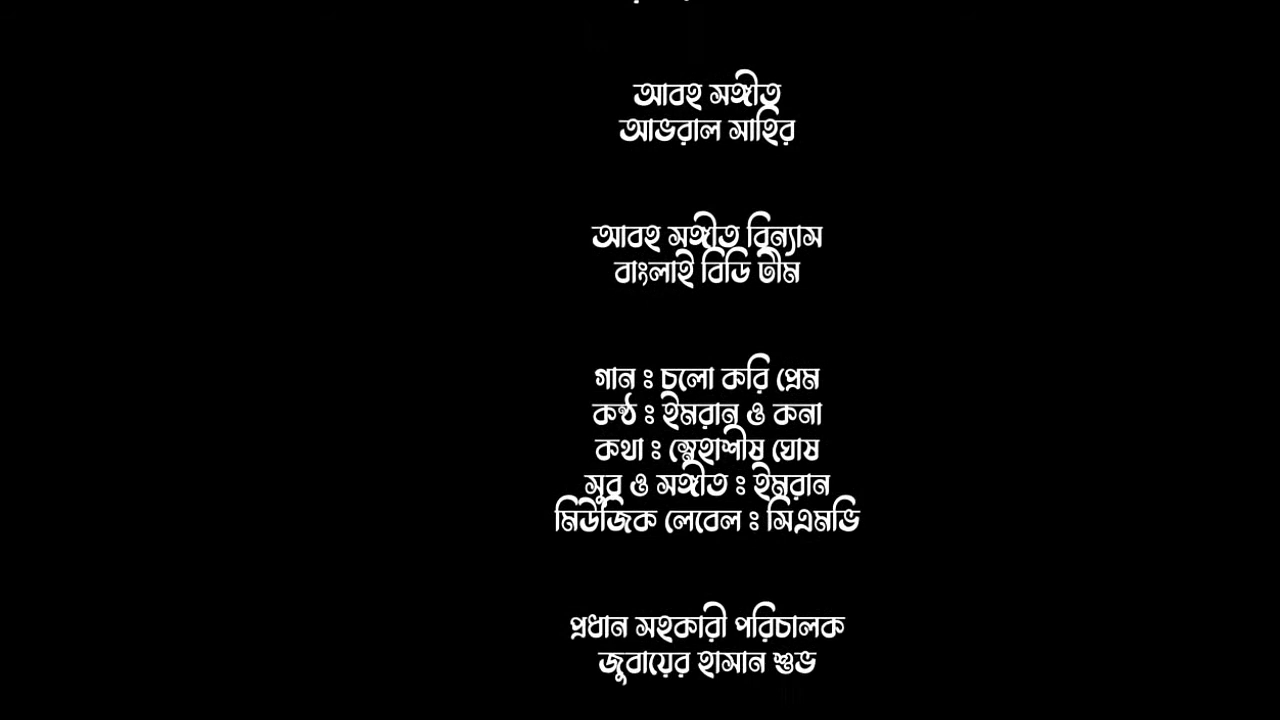 আবহ সঙ্গীত
আভরাল সাহির
আবহ সঙ্গীত বিন্যাস
বাংলাই বিডি টীম
গান ঃ চলো করি প্রেম
কণ্ঠ ঃ ইমরান ও কনা
কথা ঃ স্নেহাশীষ ঘোষ
সুর ও সঙ্গীত ঃ ইমরান
মিউজিক লেবেল ঃ সিএমভি
প্রধান সহকারী পরিচালক
জুবায়ের হাসান শুভ